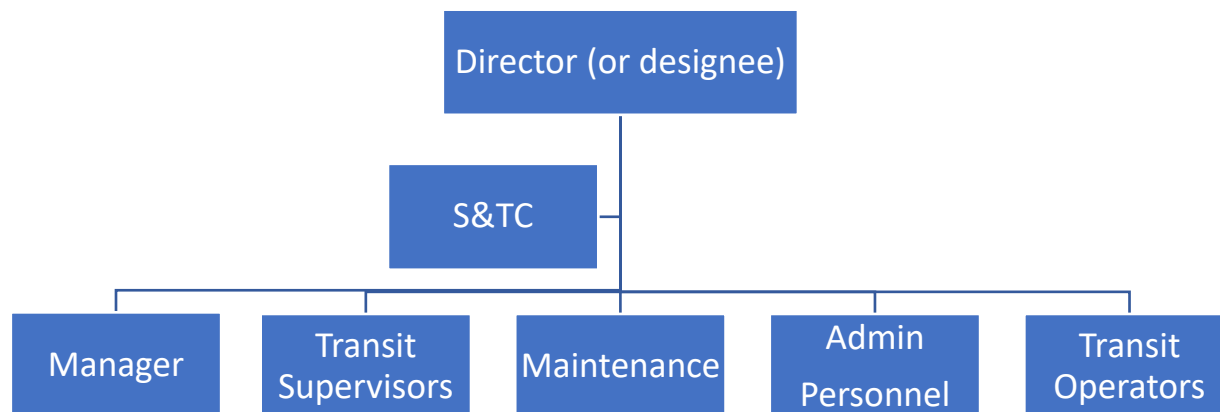 Director (or designee)
S&TC
Manager
Transit
Supervisors
Maintenance
Admin
Personnel
Transit
Operators